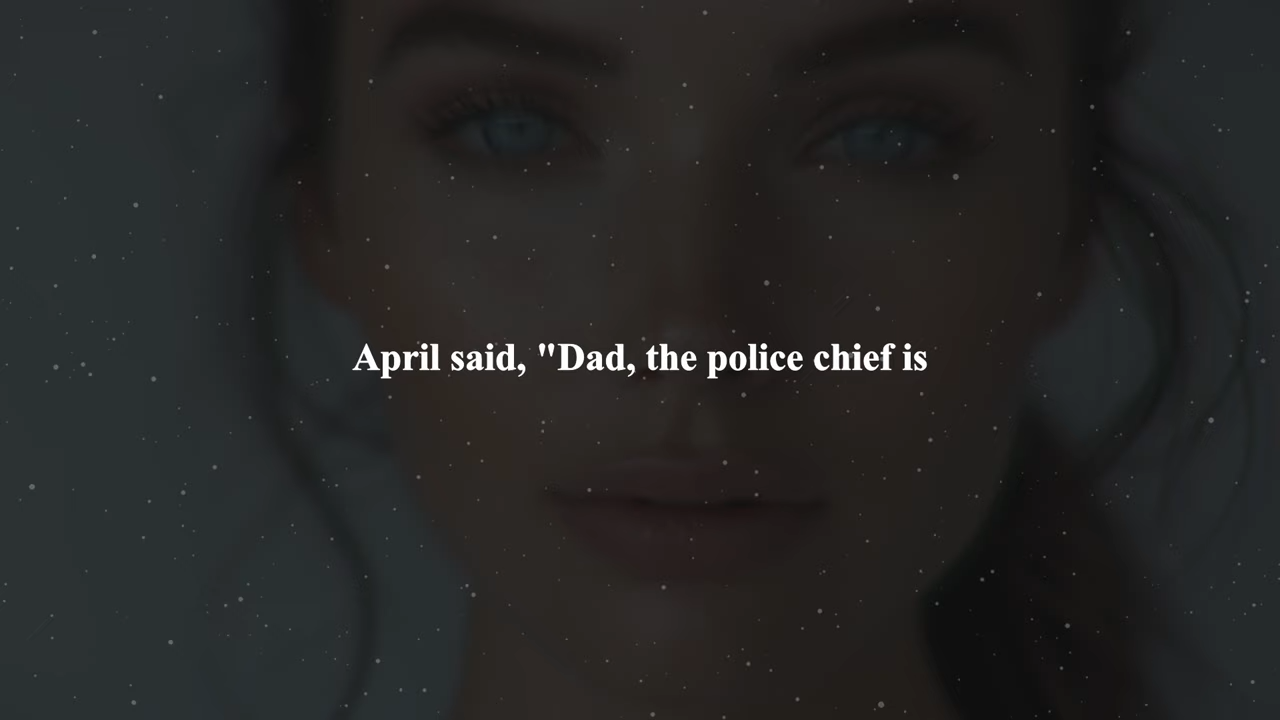 April said, "Dad, the police chief is